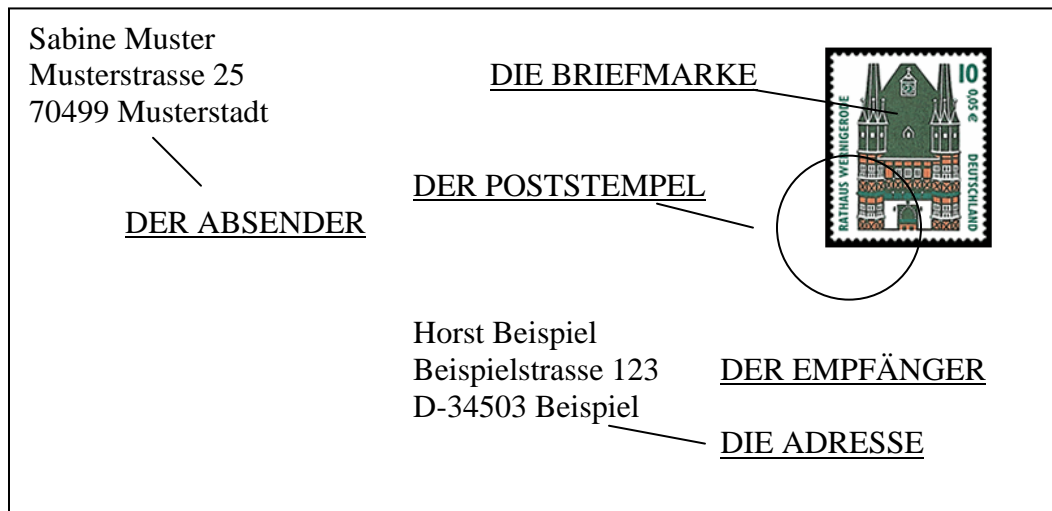 Sabine Muster
Musterstrasse 25
70499 Musterstadt
DER ABSENDER
DIE BRIEFMARKE
10
0,05 €
RATHAUS WERNIGERODE
DEUTSCHLAND
DER POSTSTEMPEL
Horst Beispiel
Beispielstrasse 123
D-34503 Beispiel
DER EMPFÄNGER
DIE ADRESSE